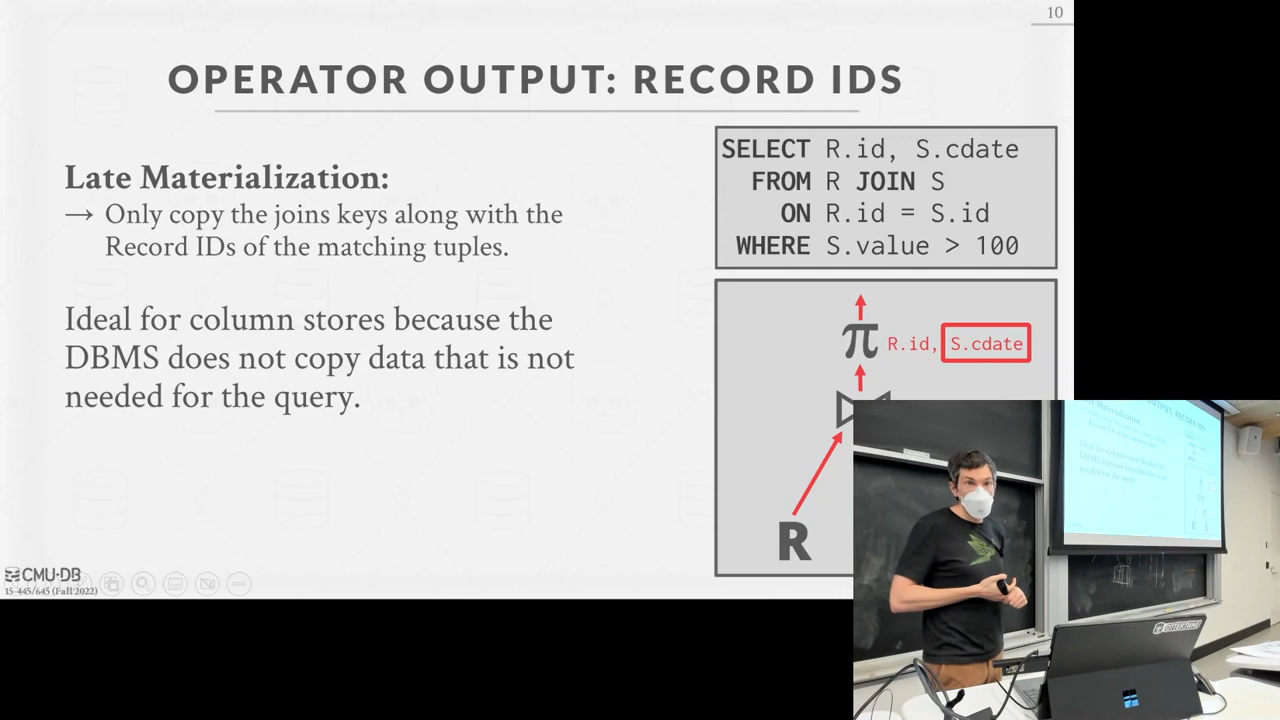 10
OPERATOR OUTPUT: RECORD IDS
Late Materialization:
→ Only copy the joins keys along with the
Record IDs of the matching tuples.
Ideal for column stores because the
DBMS does not copy data that is not
needed for the query.
SELECT R.id, S.cdate
FROM R JOIN S
ON R.id = S.id
WHERE S.value > 100
π R.id, S.cdate
R
CMU·DB
15-445/645 (Fall 2022)
OUTPUT: RECORD IDS